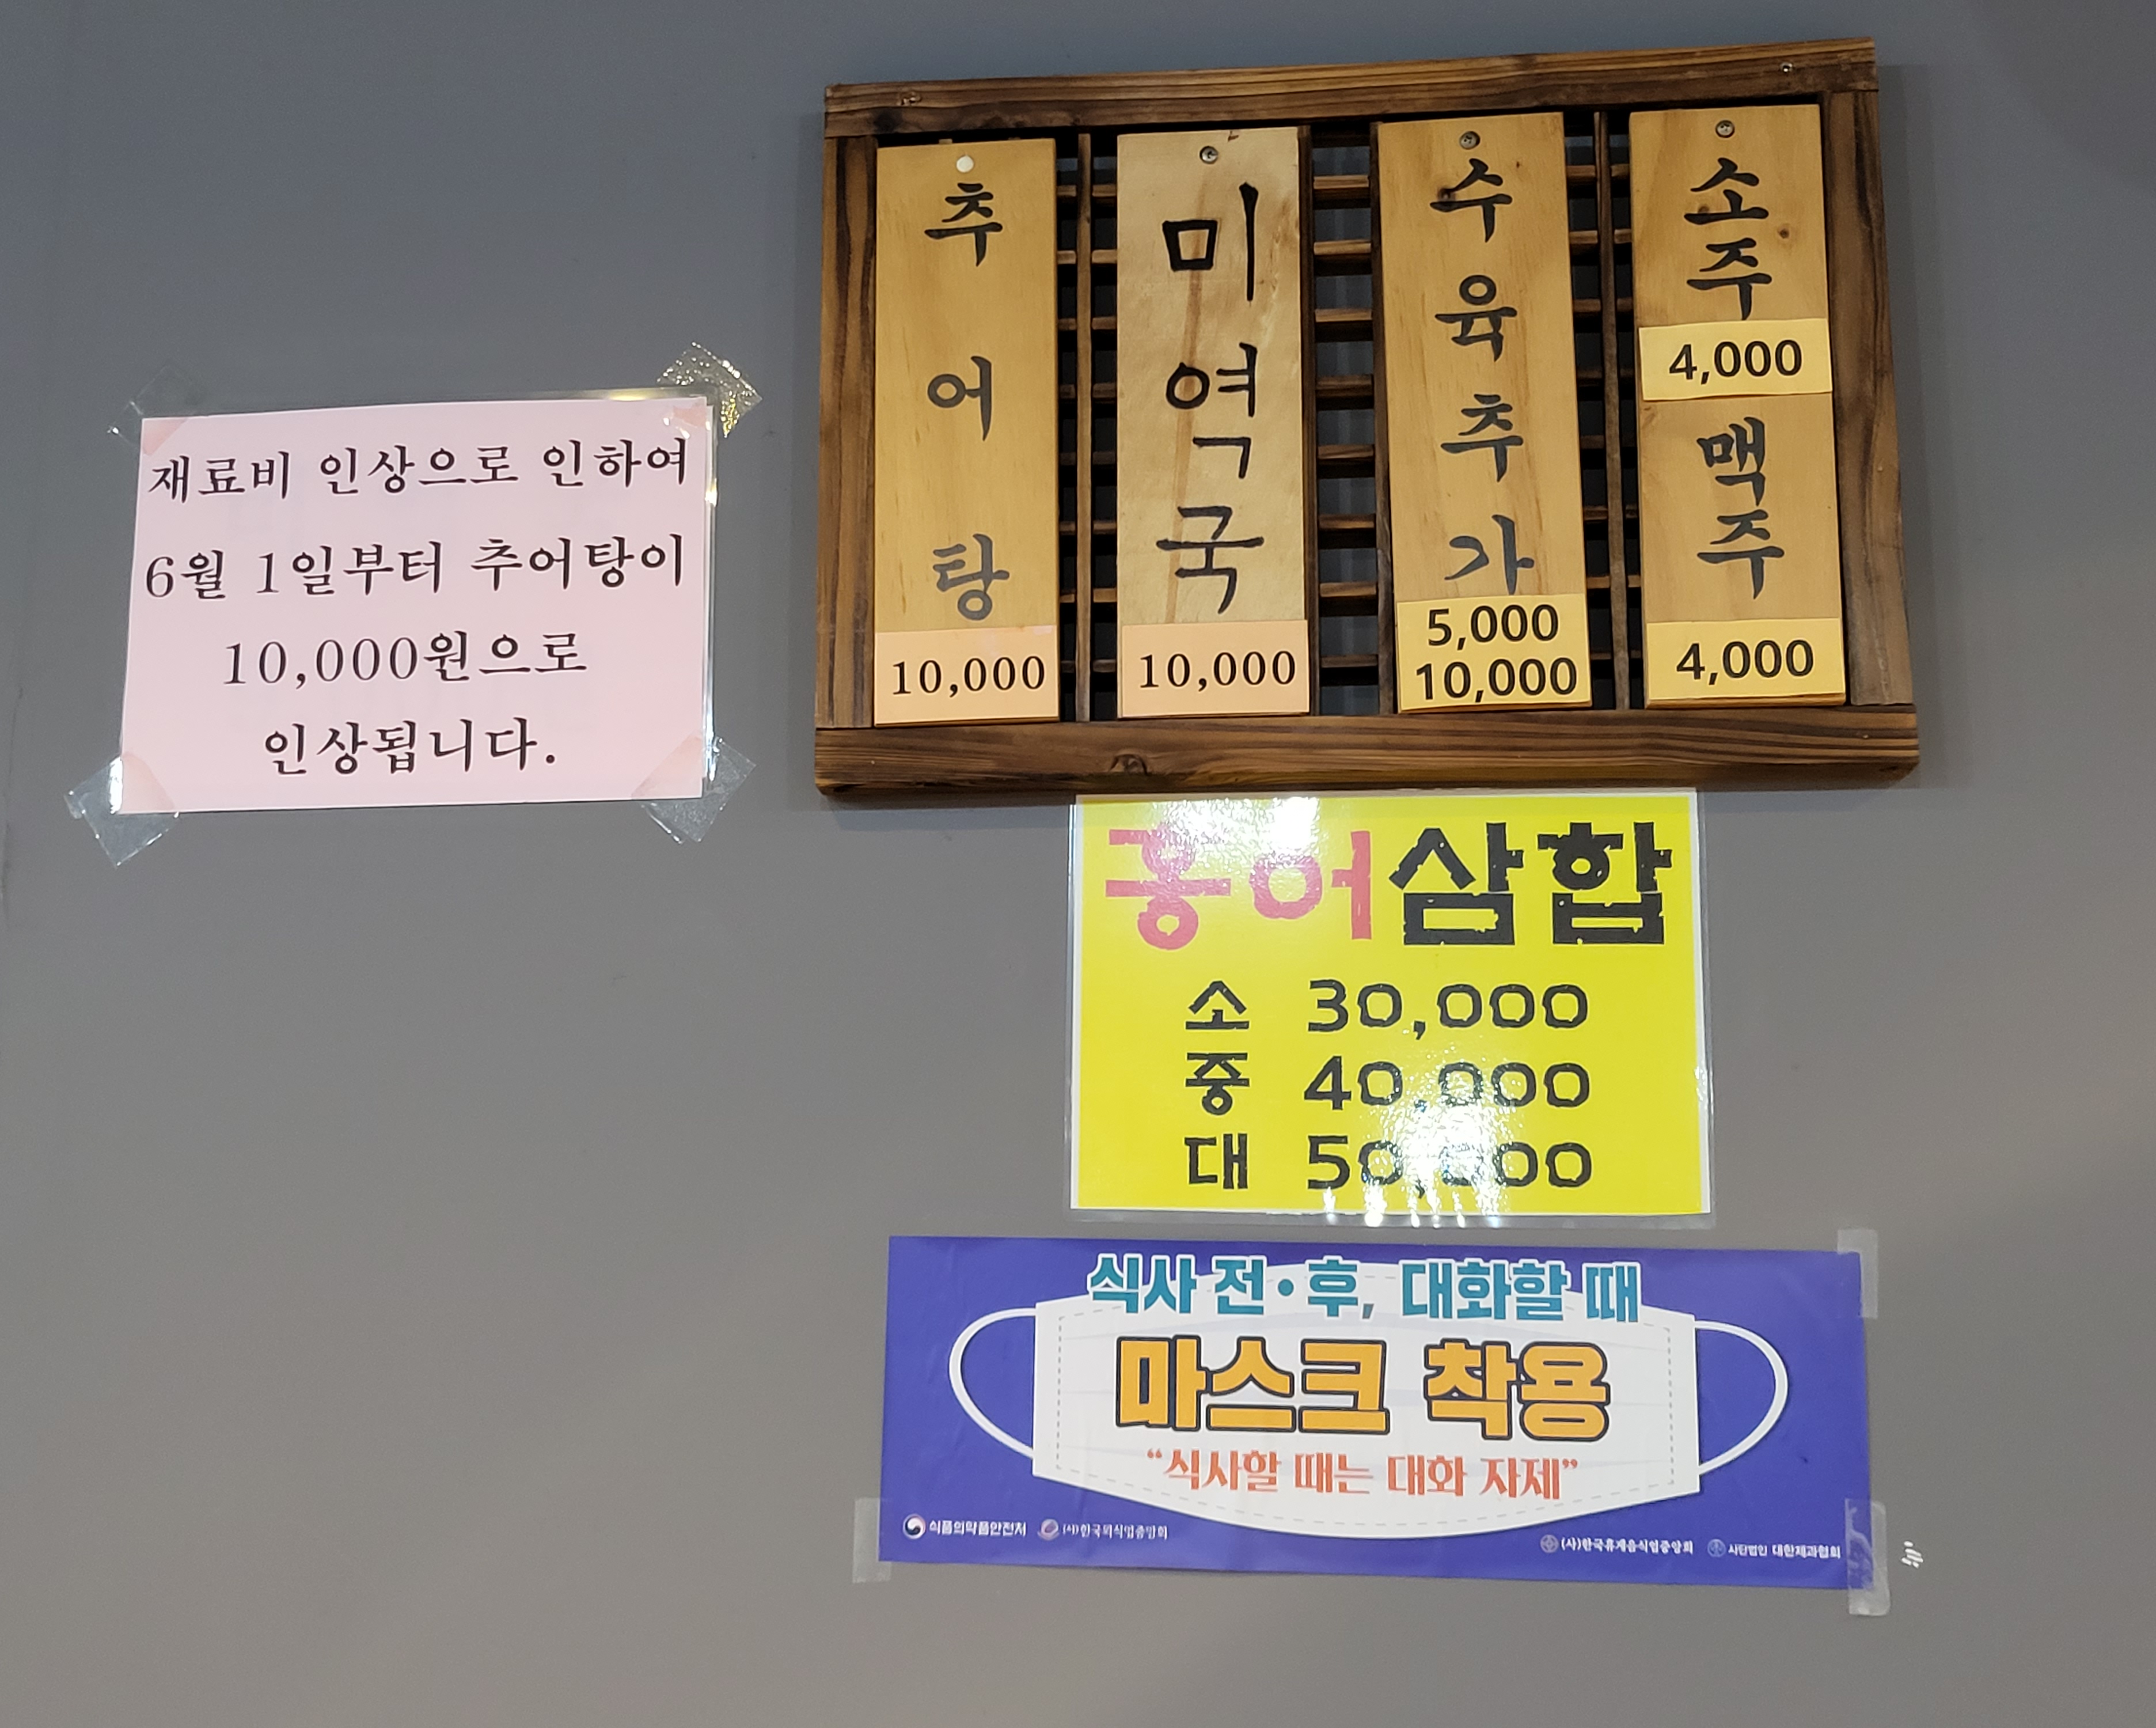 재료비 인상으로 인하여
6월 1일부터 추어탕이
10,000원으로
인상됩니다.
추어탕
10,000
미역국
10,000
수육추가
5,000
10,000
소주
4,000
맥주
4,000
홍어삼합
소 30,000
중 40,000
대 50,000
식사 전•후, 대화할 때
마스크 착용
“식사할 때는 대화 자제”
식품의약품안전처 (사)한국외식업중앙회
(사)한국휴게음식업중앙회 사단법인 대한제과협회